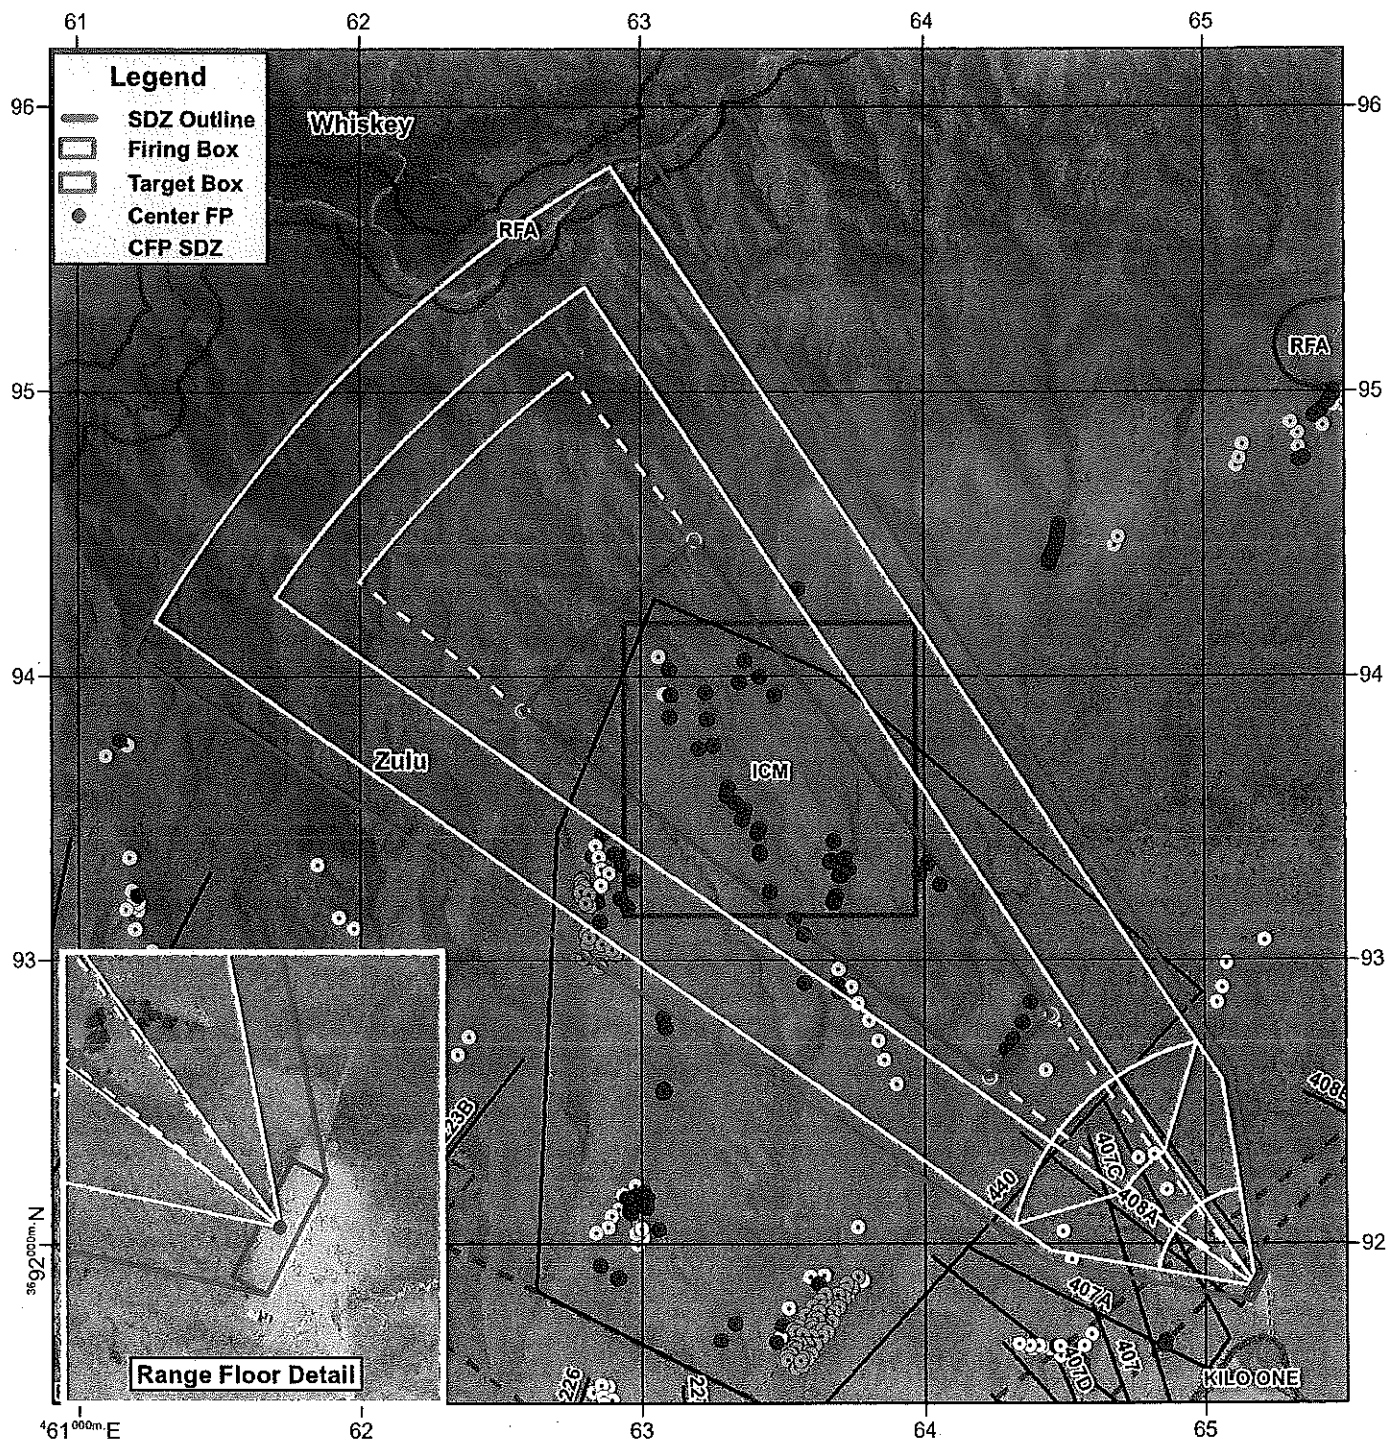 61 62 63 64 65
Legend
SDZ Outline
Firing Box
Target Box
Center FP
CFP SDZ
96 96
Whiskey
RFA
RFA
95 95
94 94
Zulu
ICM
93 93
408B
23B
407C
440
408A
³⁶92⁰⁰⁰ᵐ·N 92
407A
407
407D
226
22
KILO ONE
Range Floor Detail
⁴61⁰⁰⁰ᵐ·E 62 63 64 65